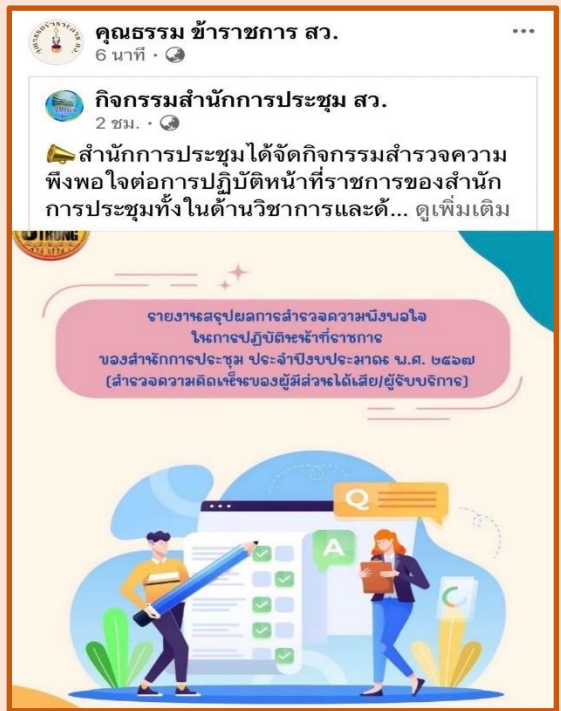 คุณธรรม ข้าราชการ สว.
6 นาที ·
กิจกรรมสำนักการประชุม สว.
2 ชม. ·
สำนักการประชุมได้จัดกิจกรรมสำรวจความ
พึงพอใจต่อการปฏิบัติหน้าที่ราชการของสำนัก
การประชุมทั้งในด้านวิชาการและด้... ดูเพิ่มเติม
STRONG
รายงานสรุปผลการสำรวจความพึงพอใจ
ในการปฏิบัติหน้าที่ราชการ
ของสำนักการประชุม ประจำปีงบประมาณ พ.ศ. ๒๕๖๗
(สำรวจความคิดเห็นของผู้มีส่วนได้เสีย/ผู้รับบริการ)
Q
A